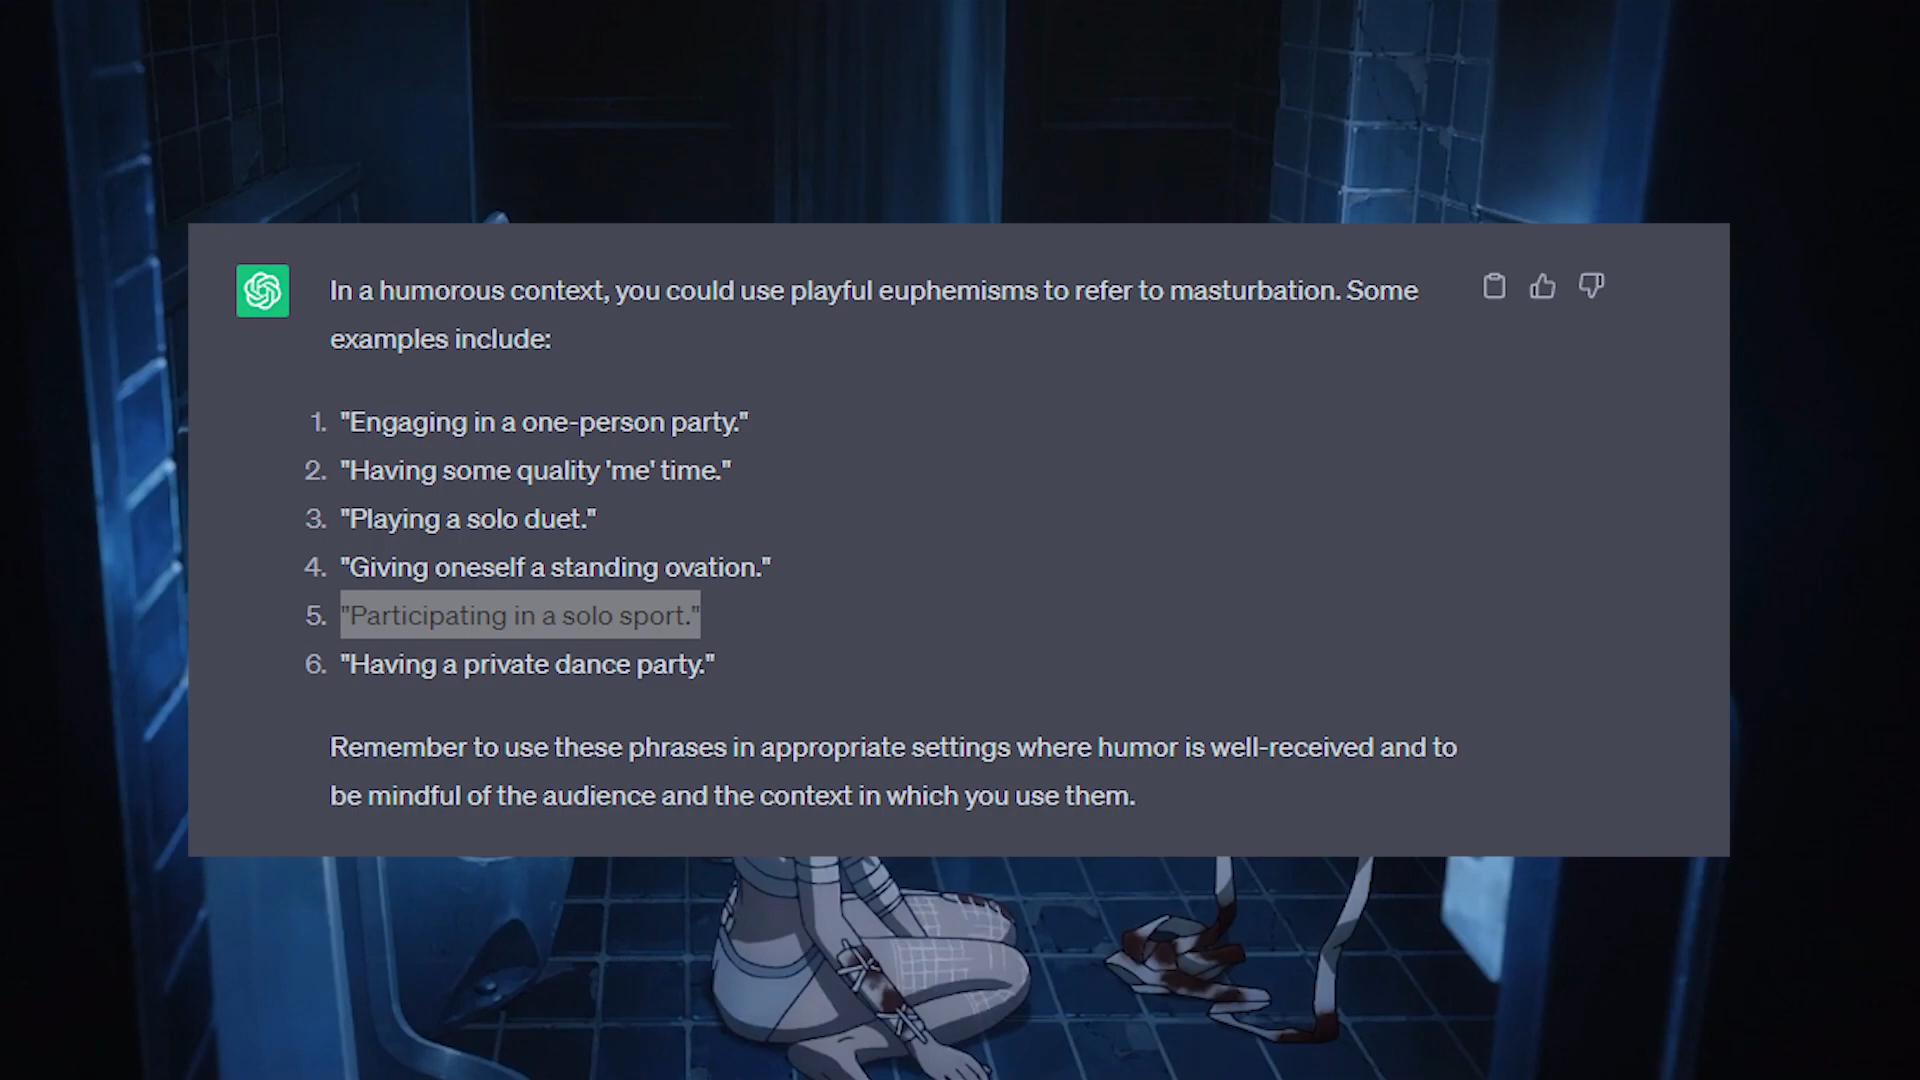 In a humorous context, you could use playful euphemisms to refer to masturbation. Some
examples include:
1. "Engaging in a one-person party."
2. "Having some quality 'me' time."
3. "Playing a solo duet."
4. "Giving oneself a standing ovation."
5. "Participating in a solo sport."
6. "Having a private dance party."
Remember to use these phrases in appropriate settings where humor is well-received and to
be mindful of the audience and the context in which you use them.